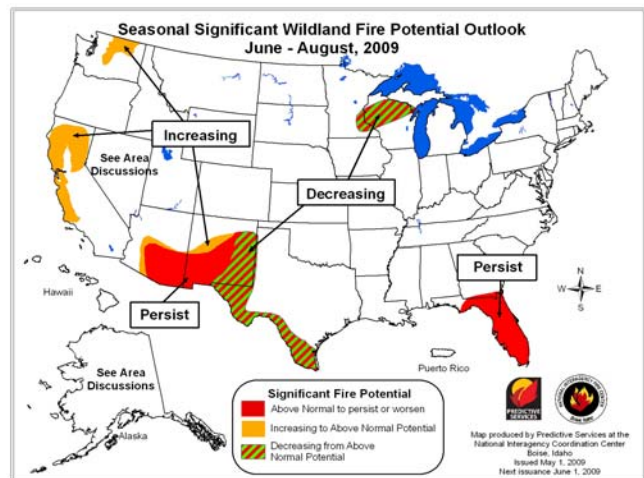 Seasonal Significant Wildland Fire Potential Outlook
June - August, 2009
Increasing
See Area
Discussions
Decreasing
Persist
Persist
N
W
E
S
Hawaii
See Area
Discussions
Alaska
Puerto Rico
Significant Fire Potential
Above Normal to persist or worsen
Increasing to Above Normal Potential
Decreasing from Above
Normal Potential
PREDICTIVE
SERVICES
Map produced by Predictive Services at the
National Interagency Coordination Center
Boise, Idaho
Issued May 1, 2009
Next issuance June 1, 2009